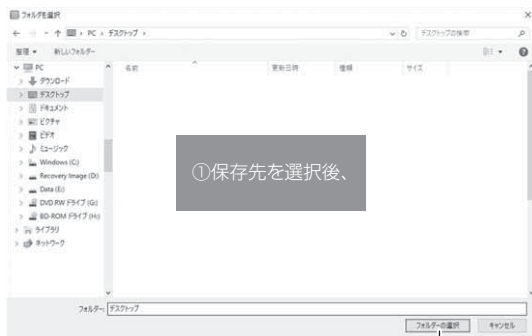 フォルダを選択
PC › デスクトップ ›
デスクトップの検索
整理 新しいフォルダー
名前 更新日時 種類 サイズ
PC
ダウンロード
デスクトップ
ドキュメント
ピクチャ
ビデオ
ミュージック
Windows (C:)
Recovery Image (D:)
Data (E:)
DVD RW ドライブ (G:)
BD-ROM ドライブ (H:)
ライブラリ
ネットワーク
①保存先を選択後、
フォルダー: デスクトップ
フォルダーの選択 キャンセル